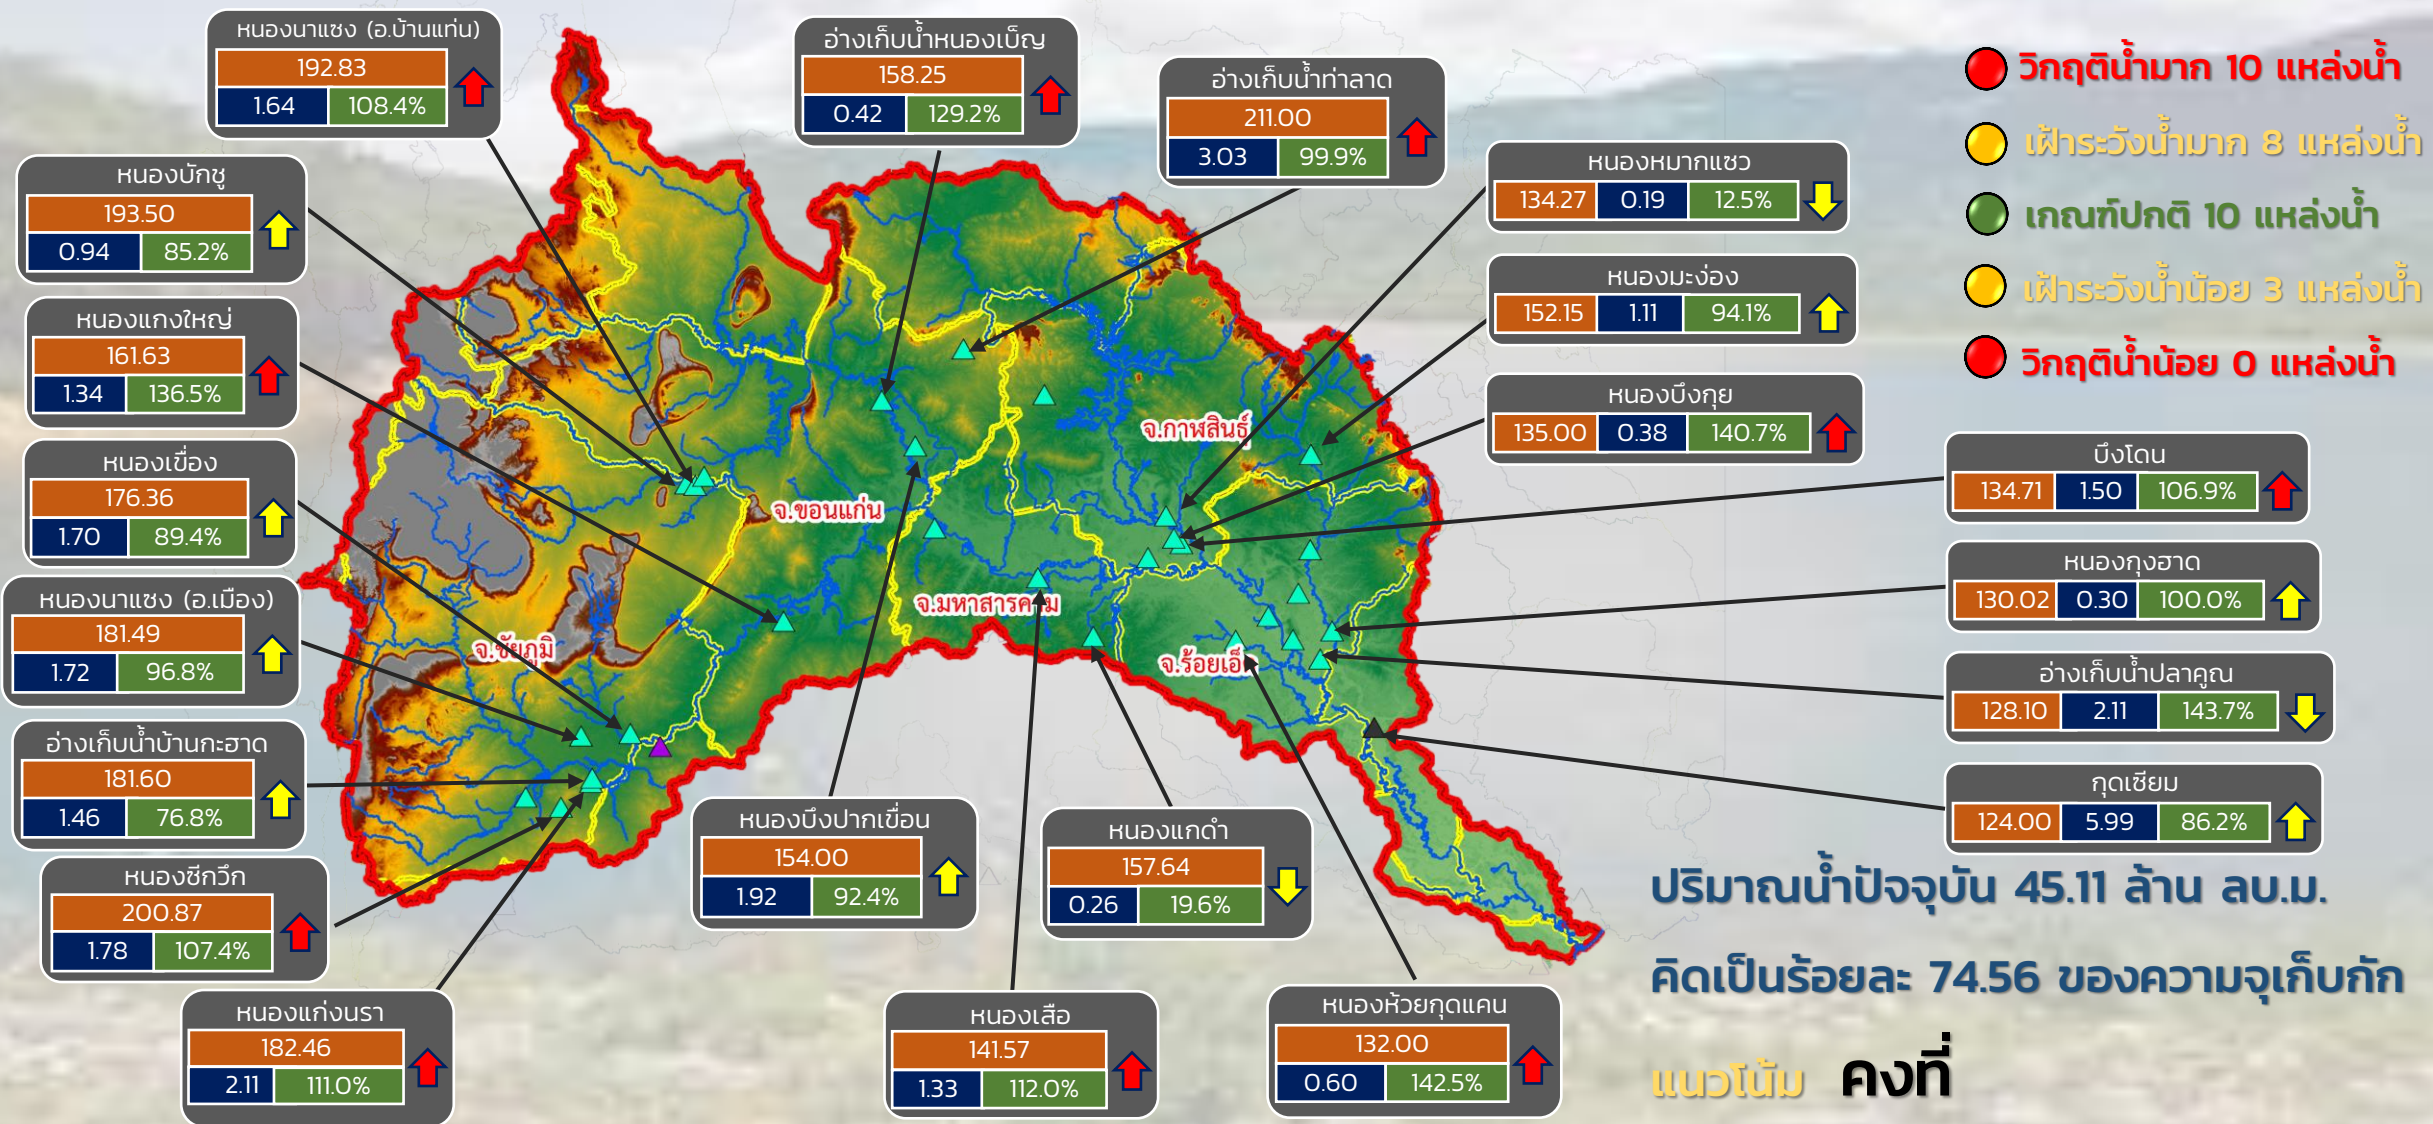 หนองนาแซง (อ.บ้านแท่น)
192.83
1.64 108.4%
อ่างเก็บน้ำหนองเบ็ญ
158.25
0.42 129.2%
อ่างเก็บน้ำท่าลาด
211.00
3.03 99.9%
หนองบักซู
193.50
0.94 85.2%
หนองแกงใหญ่
161.63
1.34 136.5%
หนองเขื่อง
176.36
1.70 89.4%
หนองนาแซง (อ.เมือง)
181.49
1.72 96.8%
อ่างเก็บน้ำบ้านกะฮาด
181.60
1.46 76.8%
หนองซีกวึก
200.87
1.78 107.4%
หนองแก่งนรา
182.46
2.11 111.0%
จ.ขอนแก่น
จ.กาฬสินธุ์
จ.ชัยภูมิ
จ.ร้อยเอ็
หนองบึงปากเขื่อน
154.00
1.92 92.4%
หนองเสือ
141.57
1.33 112.0%
หนองแกดำ
157.64
0.26 19.6%
หนองห้วยกุดแคน
132.00
0.60 142.5%
หนองหมากแซว
134.27 0.19 12.5%
หนองมะง่อง
152.15 1.11 94.1%
หนองบึงกุย
135.00 0.38 140.7%
บึงโดน
134.71 1.50 106.9%
หนองกุงฮาด
130.02 0.30 100.0%
อ่างเก็บน้ำปลาคูณ
128.10 2.11 143.7%
กุดเชียม
124.00 5.99 86.2%
วิกฤติน้ำมาก 10 แหล่งน้ำ
เฝ้าระวังน้ำมาก 8 แหล่งน้ำ
เกณฑ์ปกติ 10 แหล่งน้ำ
เฝ้าระวังน้ำน้อย 3 แหล่งน้ำ
วิกฤติน้ำน้อย 0 แหล่งน้ำ
ปริมาณน้ำปัจจุบัน 45.11 ล้าน ลบ.ม.
คิดเป็นร้อยละ 74.56 ของความจุเก็บกัก
แนวโน้ม คงที่